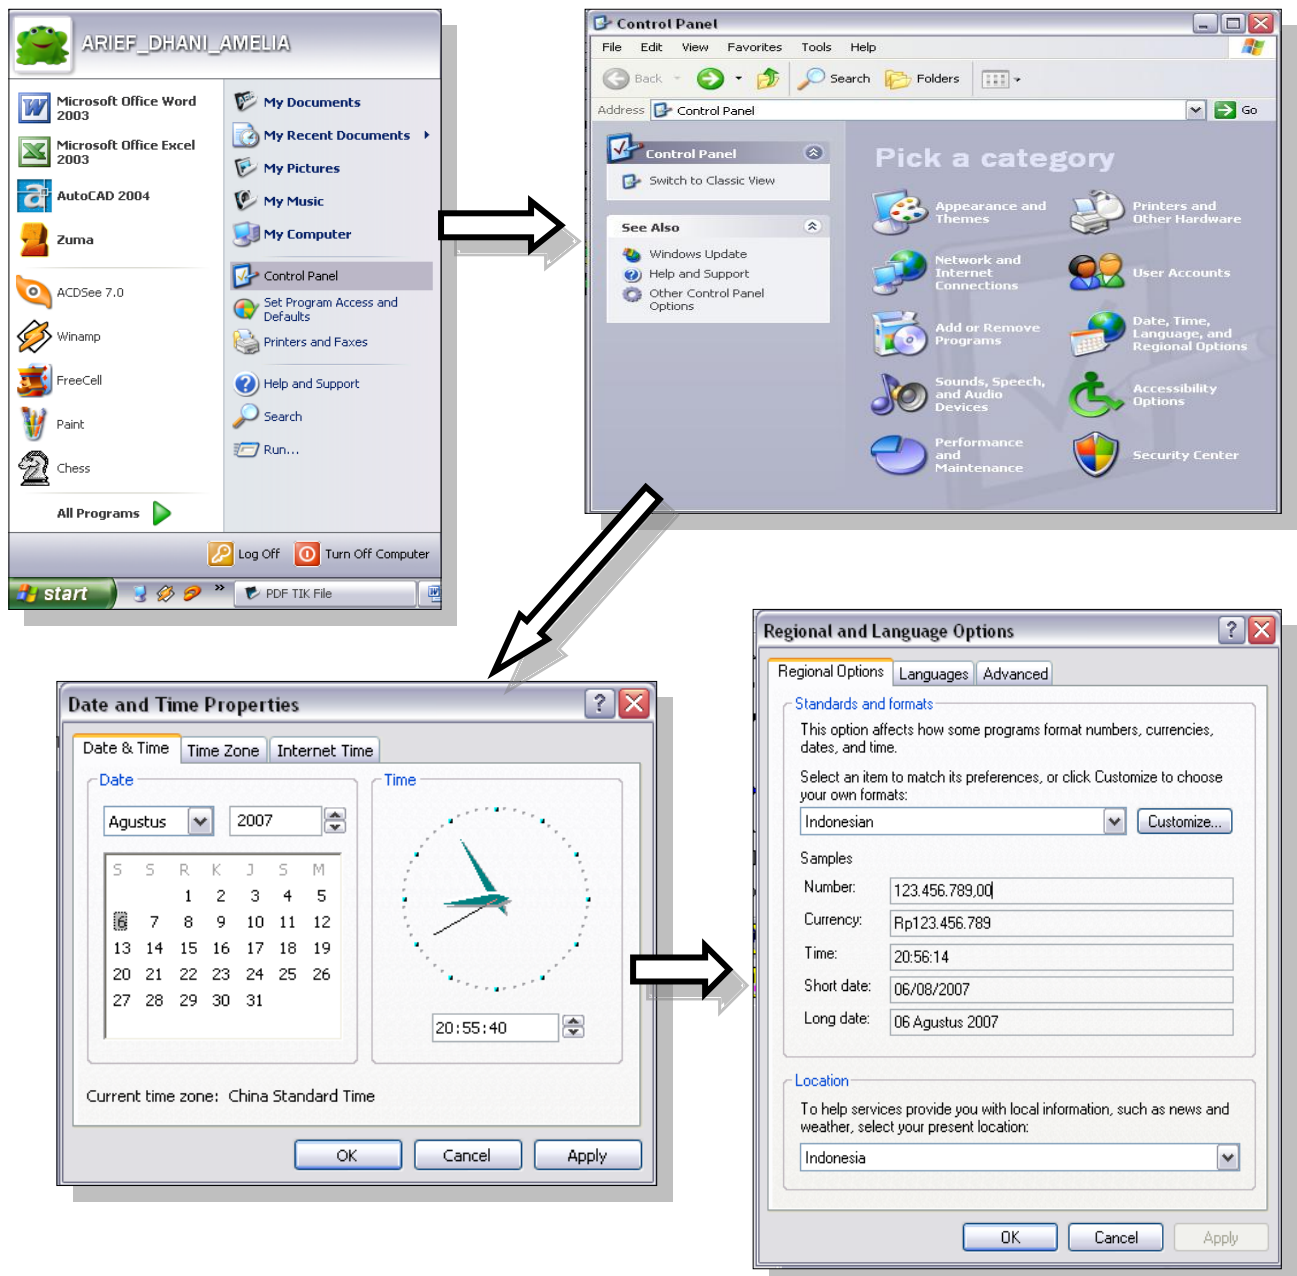 ARIEF_DHANI_AMELIA
Microsoft Office Word
2003
Microsoft Office Excel
2003
AutoCAD 2004
Zuma
ACDSee 7.0
Winamp
FreeCell
Paint
Chess
All Programs
My Documents
My Recent Documents
My Pictures
My Music
My Computer
Control Panel
Set Program Access and
Defaults
Printers and Faxes
Help and Support
Search
Run...
Log Off
Turn Off Computer
start
»
PDF TIK File
Control Panel
File Edit View Favorites Tools Help
Back
Search
Folders
Address
Control Panel
Go
Control Panel
Switch to Classic View
See Also
Windows Update
Help and Support
Other Control Panel
Options
Pick a category
Appearance and
Themes
Printers and
Other Hardware
Network and
Internet
Connections
User Accounts
Add or Remove
Programs
Date, Time,
Language, and
Regional Options
Sounds, Speech,
and Audio
Devices
Accessibility
Options
Performance
and
Maintenance
Security Center
Date and Time Properties
Date & Time
Time Zone
Internet Time
Date
Agustus
2007
S S R K J S M
1 2 3 4 5
6 7 8 9 10 11 12
13 14 15 16 17 18 19
20 21 22 23 24 25 26
27 28 29 30 31
Time
20:55:40
Current time zone: China Standard Time
OK
Cancel
Apply
Regional and Language Options
Regional Options
Languages
Advanced
Standards and formats
This option affects how some programs format numbers, currencies,
dates, and time.
Select an item to match its preferences, or click Customize to choose
your own formats:
Indonesian
Customize...
Samples
Number: 123.456.789,00
Currency: Rp123.456.789
Time: 20:56:14
Short date: 06/08/2007
Long date: 06 Agustus 2007
Location
To help services provide you with local information, such as news and
weather, select your present location:
Indonesia
OK
Cancel
Apply